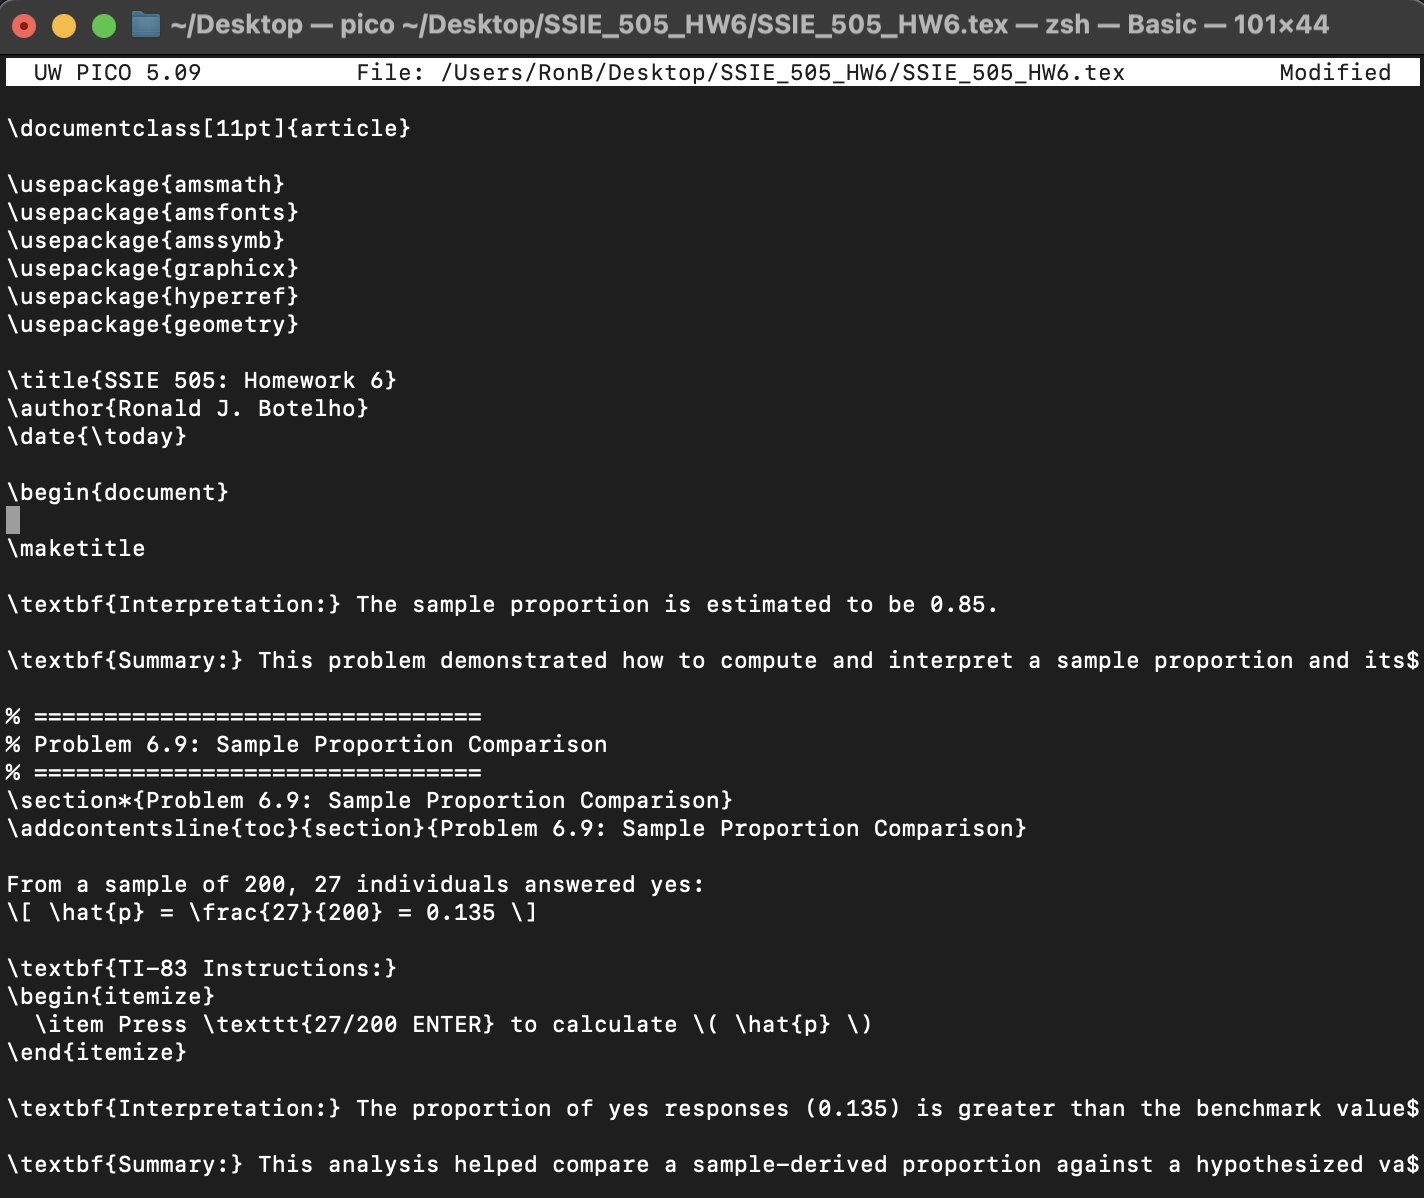 ~/Desktop — pico ~/Desktop/SSIE_505_HW6/SSIE_505_HW6.tex — zsh — Basic — 101×44
UW PICO 5.09 File: /Users/RonB/Desktop/SSIE_505_HW6/SSIE_505_HW6.tex Modified
\documentclass[11pt]{article}
\usepackage{amsmath}
\usepackage{amsfonts}
\usepackage{amssymb}
\usepackage{graphicx}
\usepackage{hyperref}
\usepackage{geometry}
\title{SSIE 505: Homework 6}
\author{Ronald J. Botelho}
\date{\today}
\begin{document}
\maketitle
\textbf{Interpretation:} The sample proportion is estimated to be 0.85.
\textbf{Summary:} This problem demonstrated how to compute and interpret a sample proportion and its$
% ================================
% Problem 6.9: Sample Proportion Comparison
% ================================
\section*{Problem 6.9: Sample Proportion Comparison}
\addcontentsline{toc}{section}{Problem 6.9: Sample Proportion Comparison}
From a sample of 200, 27 individuals answered yes:
\[ \hat{p} = \frac{27}{200} = 0.135 \]
\textbf{TI-83 Instructions:}
\begin{itemize}
  \item Press \texttt{27/200 ENTER} to calculate \( \hat{p} \)
\end{itemize}
\textbf{Interpretation:} The proportion of yes responses (0.135) is greater than the benchmark value$
\textbf{Summary:} This analysis helped compare a sample-derived proportion against a hypothesized va$